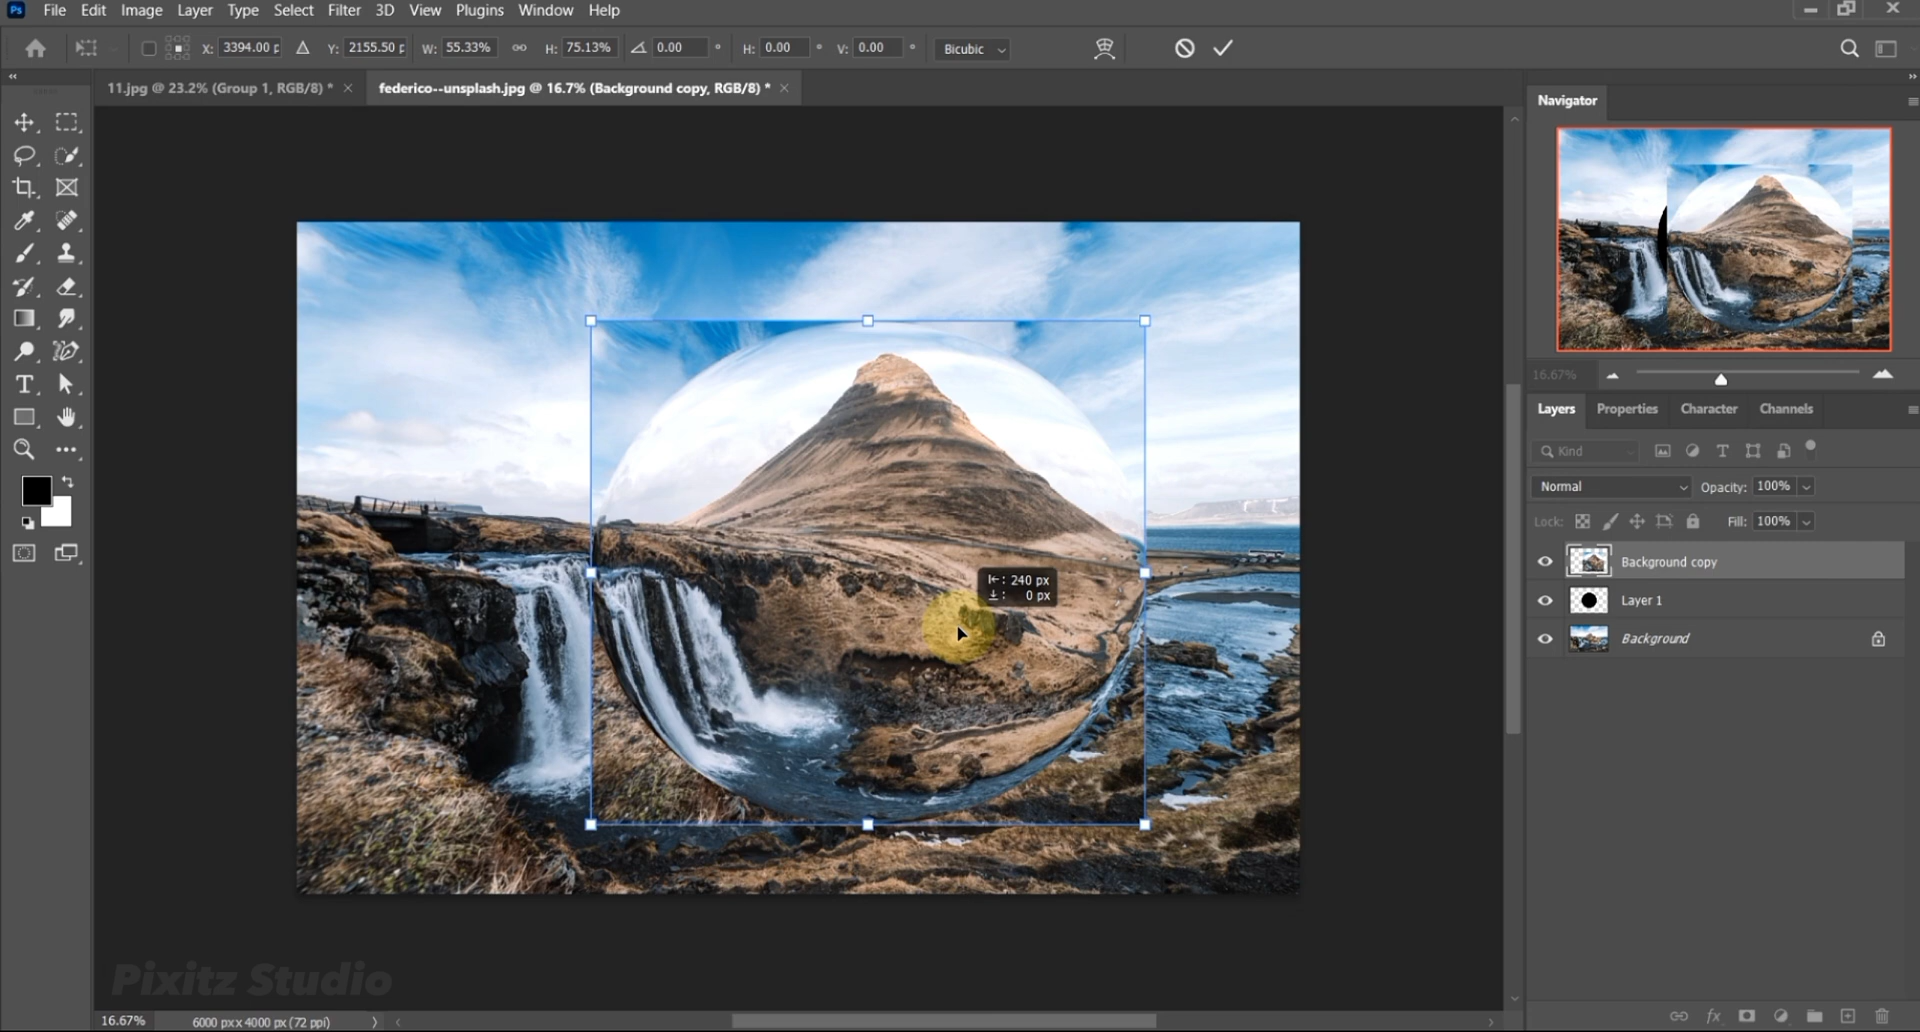 Ps File Edit Image Layer Type Select Filter 3D View Plugins Window Help
X: 3394.00 p Y: 2155.50 p W: 55.33% H: 75.13% 0.00 ° H: 0.00 ° V: 0.00 ° Bicubic
11.jpg @ 23.2% (Group 1, RGB/8) * × federico--unsplash.jpg @ 16.7% (Background copy, RGB/8) * ×
Navigator
16.67%
Layers Properties Character Channels
Kind
Normal Opacity: 100%
Lock: Fill: 100%
Background copy
Layer 1
Background
240 px
0 px
Pixitz Studio
16.67% 6000 px x 4000 px (72 ppi)
fx